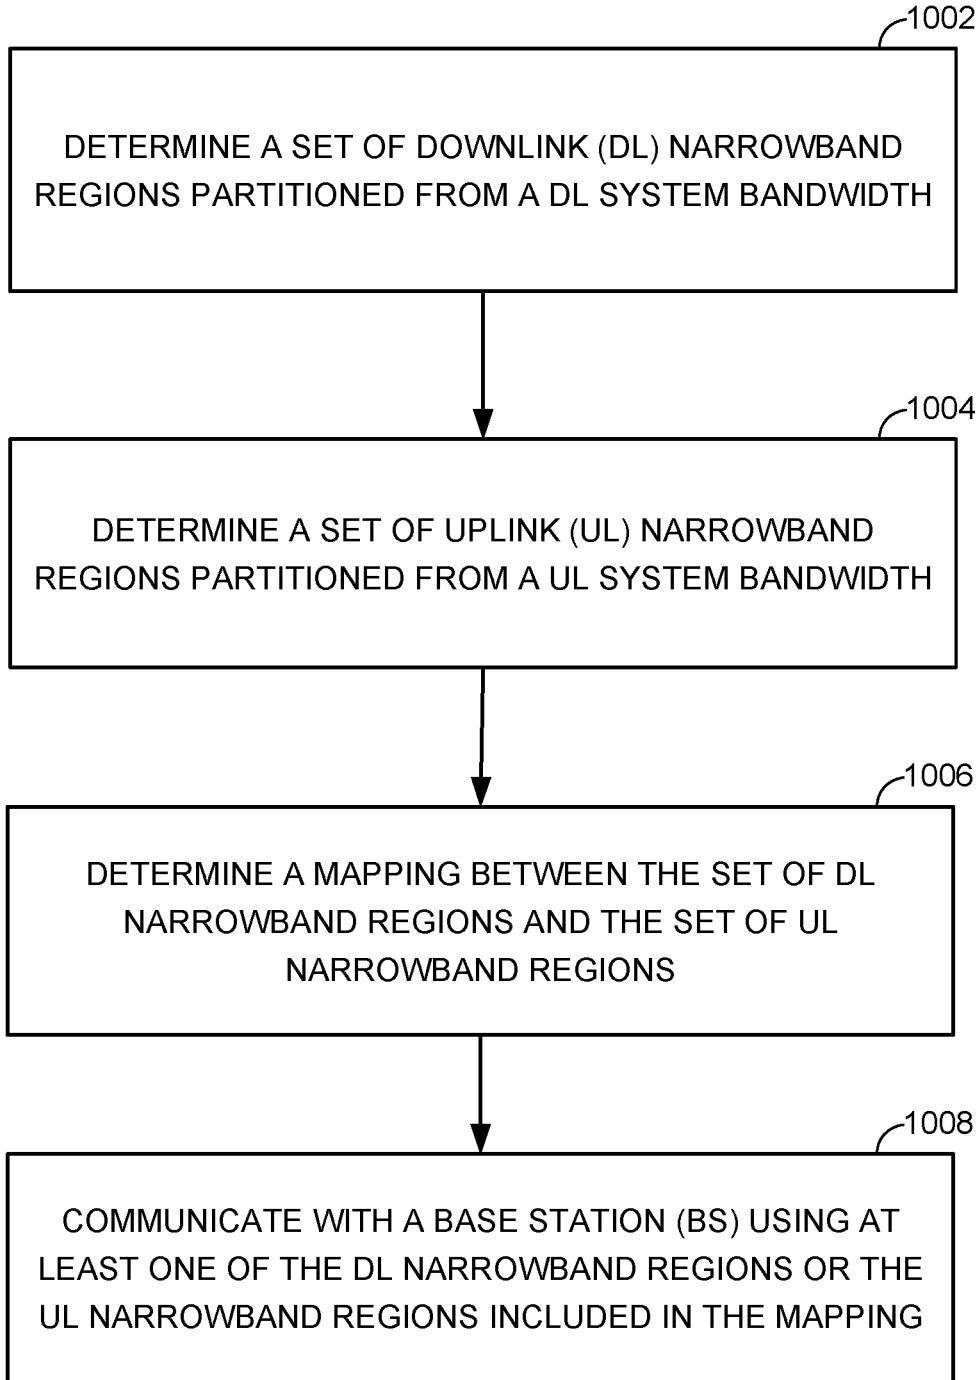 1002
DETERMINE A SET OF DOWNLINK (DL) NARROWBAND
REGIONS PARTITIONED FROM A DL SYSTEM BANDWIDTH
1004
DETERMINE A SET OF UPLINK (UL) NARROWBAND
REGIONS PARTITIONED FROM A UL SYSTEM BANDWIDTH
1006
DETERMINE A MAPPING BETWEEN THE SET OF DL
NARROWBAND REGIONS AND THE SET OF UL
NARROWBAND REGIONS
1008
COMMUNICATE WITH A BASE STATION (BS) USING AT
LEAST ONE OF THE DL NARROWBAND REGIONS OR THE
UL NARROWBAND REGIONS INCLUDED IN THE MAPPING